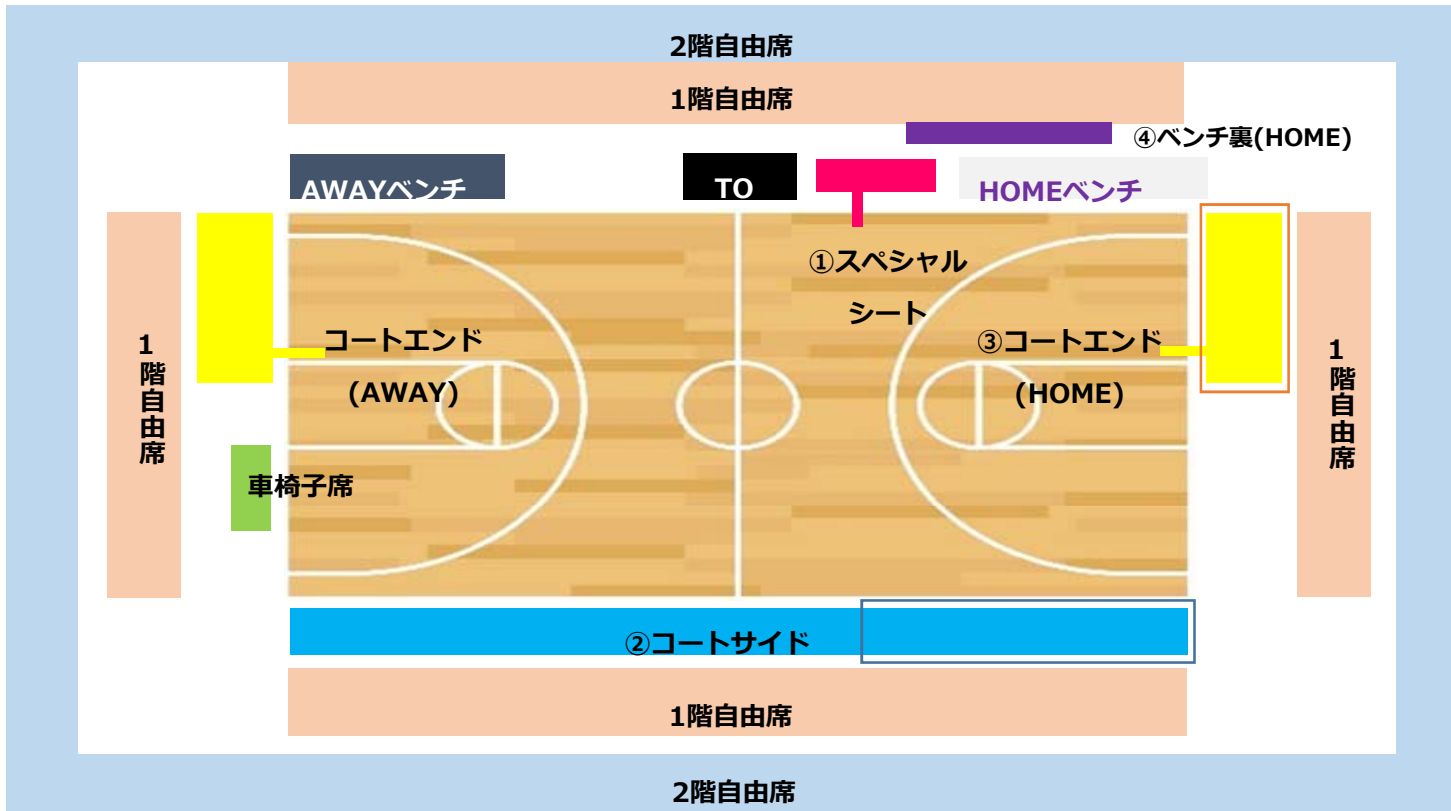 2階自由席
1階自由席
④ベンチ裏(HOME)
AWAYベンチ
TO
HOMEベンチ
①スペシャル
シート
コートエンド
(AWAY)
③コートエンド
(HOME)
1階自由席
1階自由席
車椅子席
②コートサイド
1階自由席
2階自由席